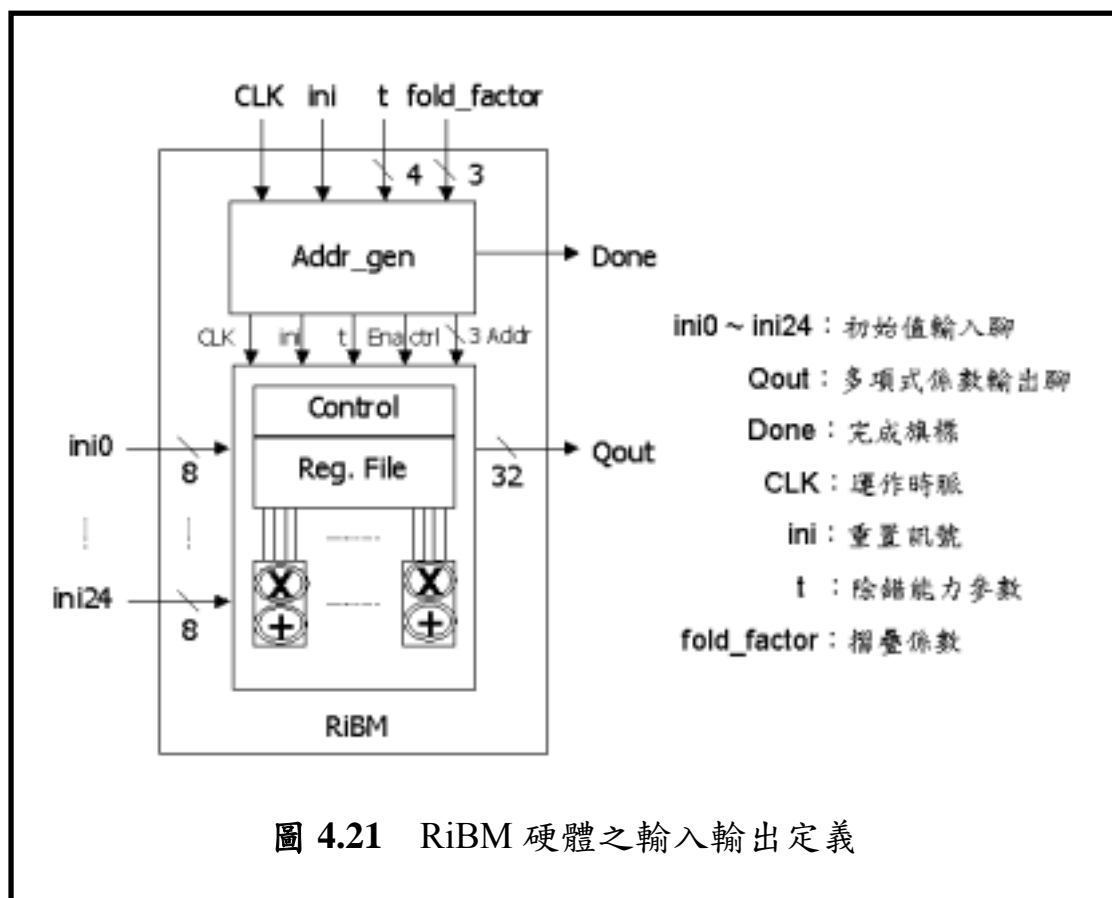 CLK ini t fold_factor
4 3
Addr_gen
Done
CLK ini t Ena ctrl 3 Addr
Control
Reg. File
ini0
8
32
Qout
ini24
8
X X
+ +
RiBM
ini0 ~ ini24：初始值輸入聊
Qout：多項式係數輸出聊
Done：完成旗標
CLK：運作時脈
ini：重置訊號
t ：除錯能力參數
fold_factor：摺疊係數
圖 4.21 RiBM 硬體之輸入輸出定義